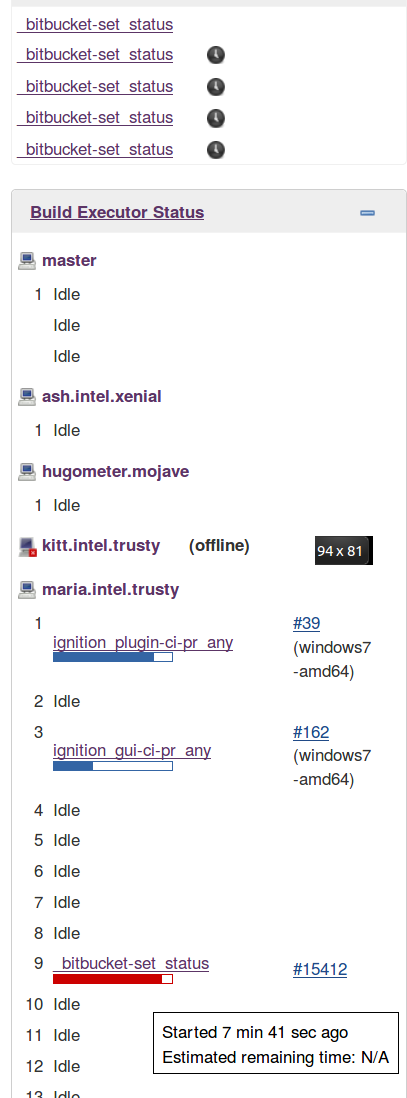 _bitbucket-set_status
_bitbucket-set_status
_bitbucket-set_status
_bitbucket-set_status
_bitbucket-set_status
Build Executor Status
master
1 Idle
Idle
Idle
ash.intel.xenial
1 Idle
hugometer.mojave
1 Idle
kitt.intel.trusty (offline) 94 x 81
maria.intel.trusty
1 ignition_plugin-ci-pr_any #39
(windows7
-amd64)
2 Idle
3 ignition_gui-ci-pr_any #162
(windows7
-amd64)
4 Idle
5 Idle
6 Idle
7 Idle
8 Idle
9 _bitbucket-set_status #15412
10 Idle
11 Idle
Started 7 min 41 sec ago
Estimated remaining time: N/A
12 Idle
13 Idle